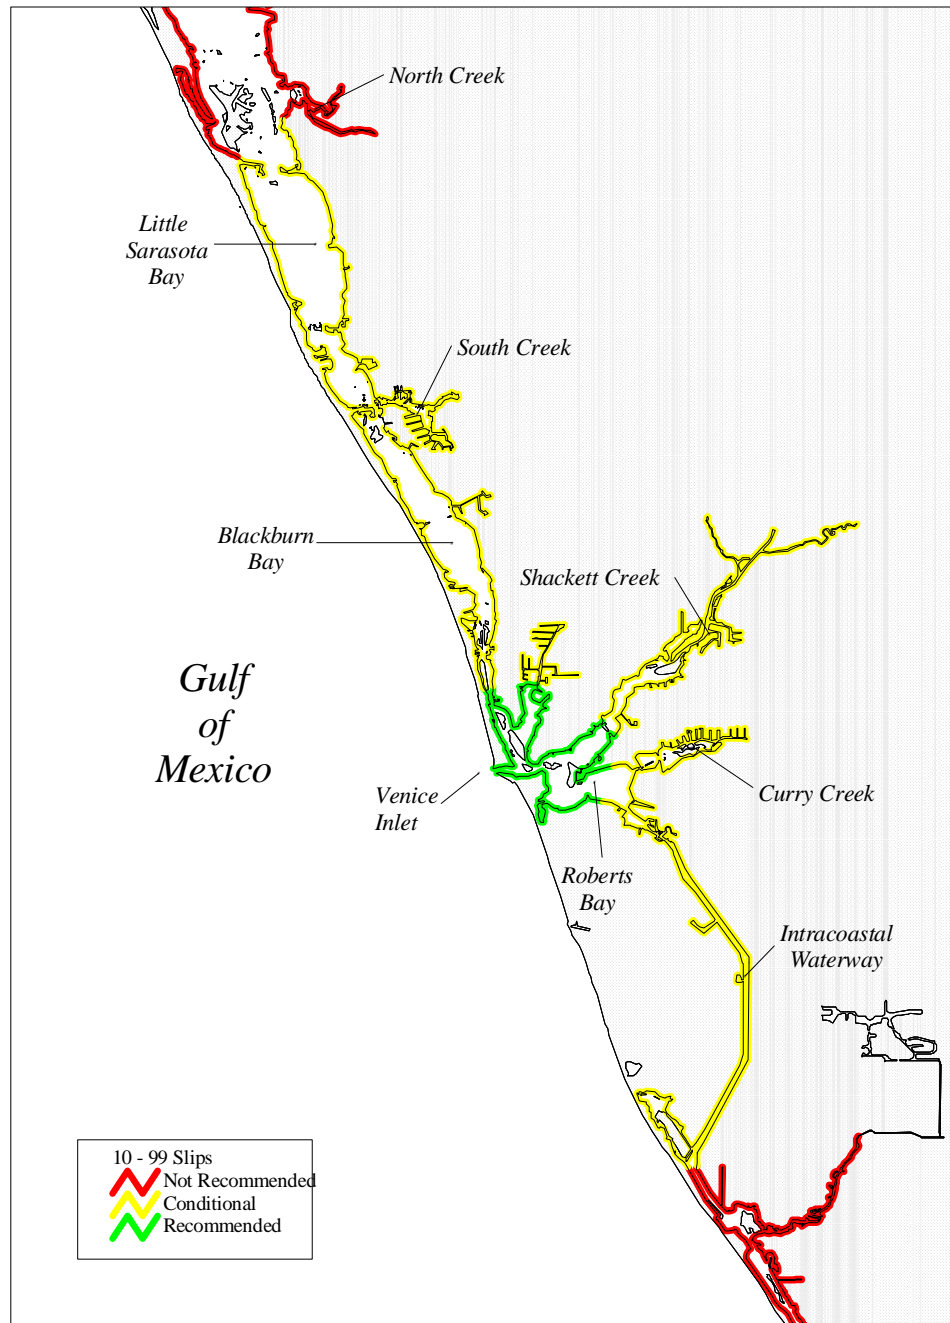 North Creek
Little
Sarasota
Bay
South Creek
Blackburn
Bay
Shackett Creek
Gulf
of
Mexico
Venice
Inlet
Curry Creek
Roberts
Bay
Intracoastal
Waterway
10 - 99 Slips
Not Recommended
Conditional
Recommended